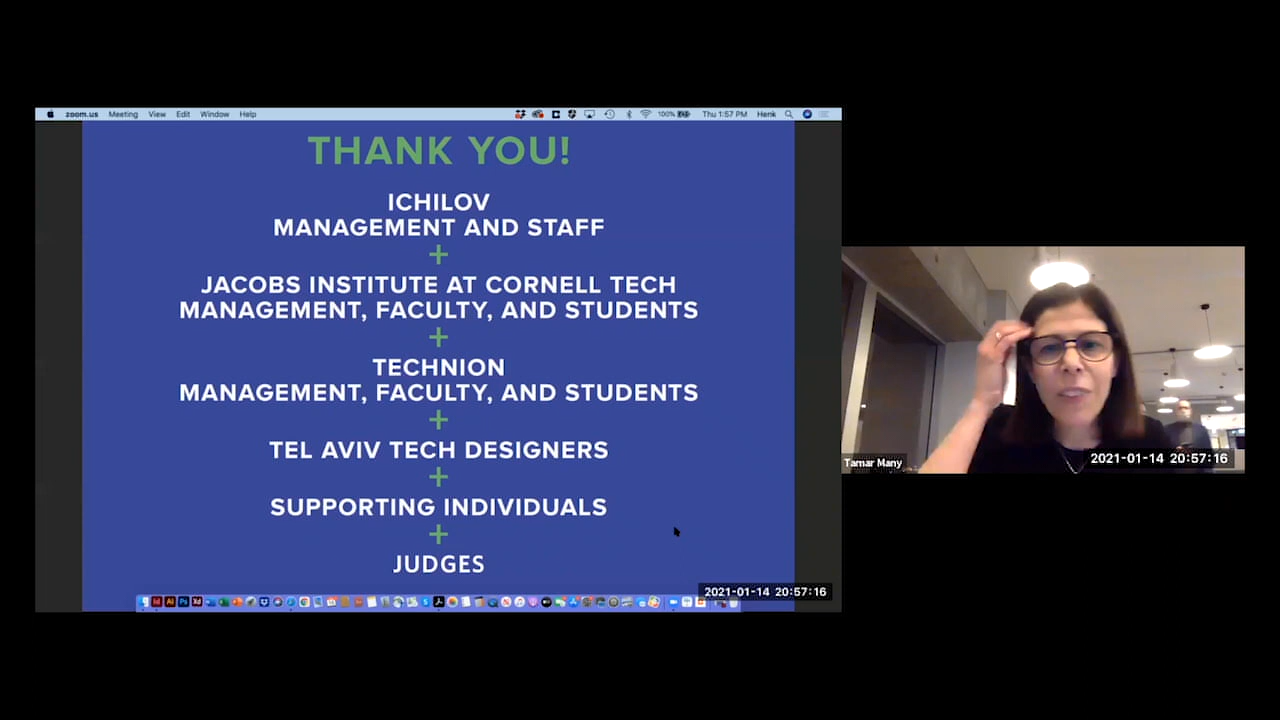 zoom.us Meeting View Edit Window Help 100% Thu 1:57 PM Henk
THANK YOU!
ICHILOV
MANAGEMENT AND STAFF
+
JACOBS INSTITUTE AT CORNELL TECH
MANAGEMENT, FACULTY, AND STUDENTS
+
TECHNION
MANAGEMENT, FACULTY, AND STUDENTS
+
TEL AVIV TECH DESIGNERS
+
SUPPORTING INDIVIDUALS
+
JUDGES
2021-01-14 20:57:16
Tamar Many
2021-01-14 20:57:16